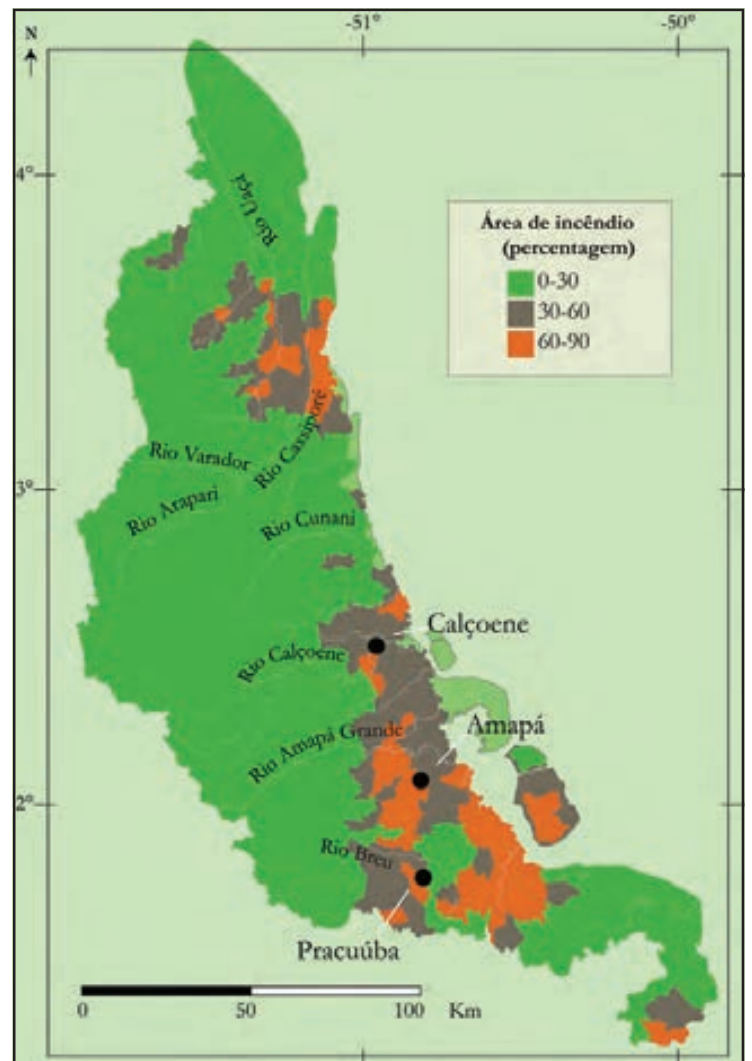 N
-51°
-50°
4°
3°
2°
Área de incêndio
(percentagem)
0-30
30-60
60-90
Rio Uaçá
Rio Cassiporé
Rio Varador
Rio Arapari
Rio Cunani
Calçoene
Rio Calçoene
Amapá
Rio Amapá Grande
Rio Breu
Pracuúba
0 50 100 Km